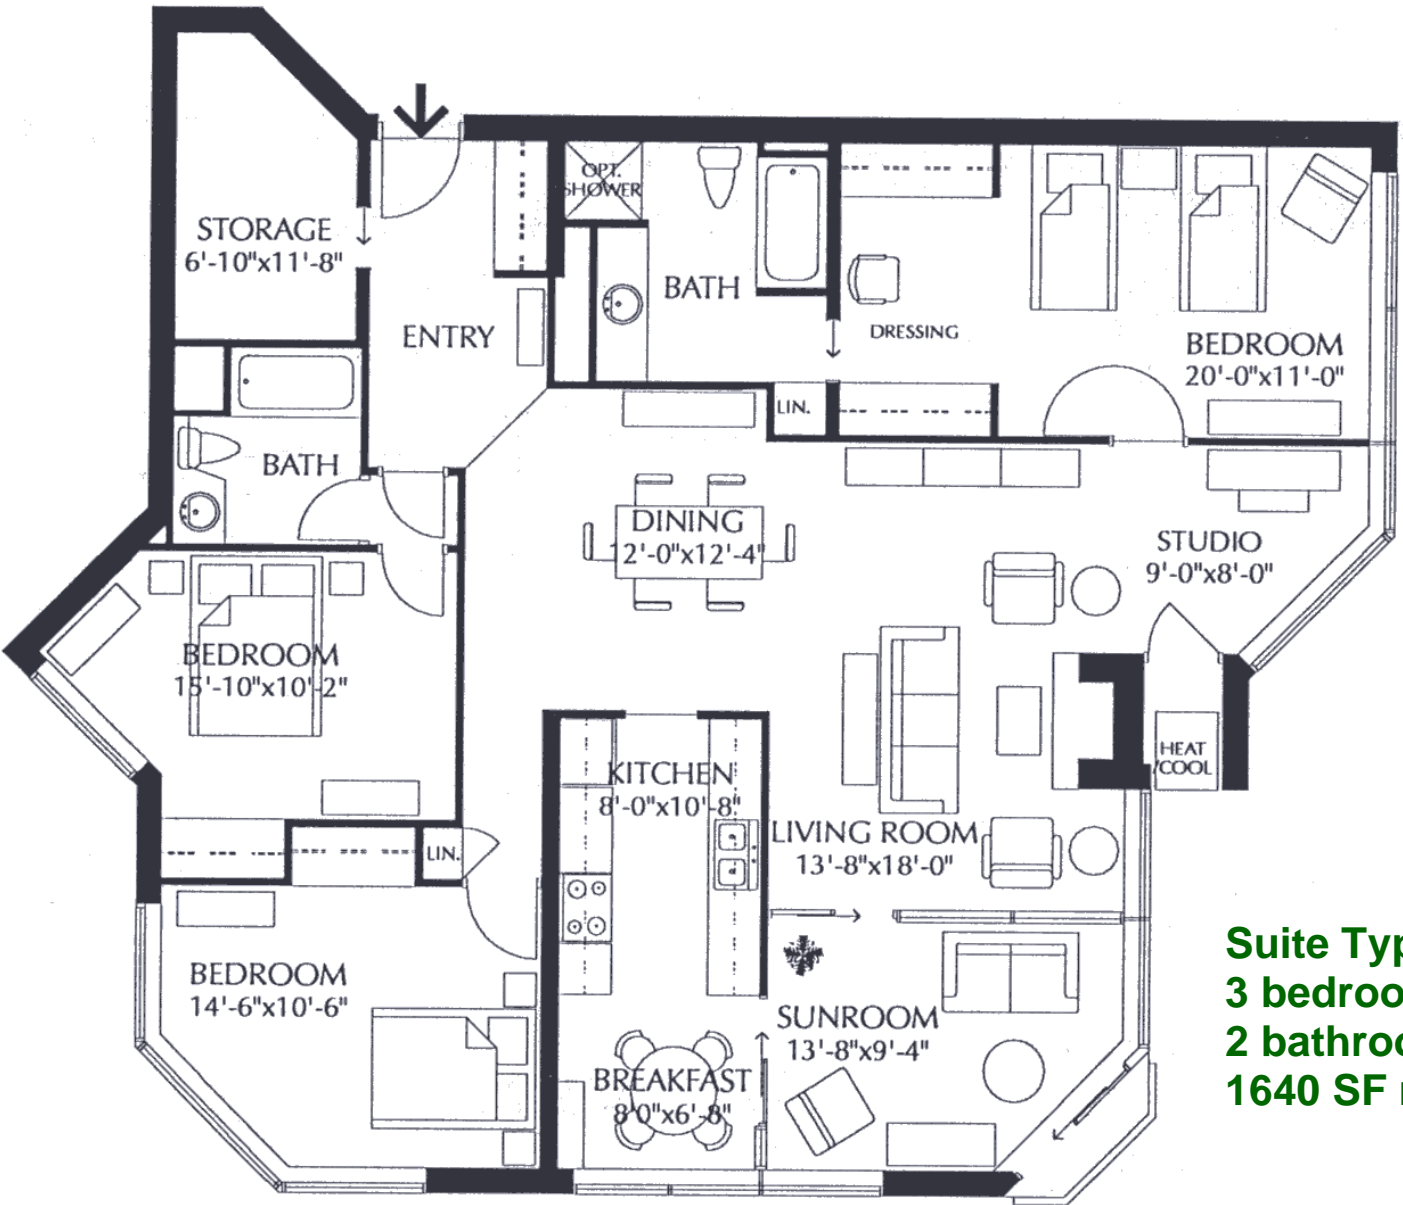 OPT.
SHOWER
STORAGE
6'-10"x11'-8"
BATH
ENTRY
DRESSING
BEDROOM
20'-0"x11'-0"
LIN.
BATH
DINING
12'-0"x12'-4"
STUDIO
9'-0"x8'-0"
BEDROOM
15'-10"x10'-2"
HEAT
/COOL
KITCHEN
8'-0"x10'-8"
LIVING ROOM
13'-8"x18'-0"
LIN.
BEDROOM
14'-6"x10'-6"
SUNROOM
13'-8"x9'-4"
BREAKFAST
8'0"x6'-8"
Suite Typ
3 bedroo
2 bathroo
1640 SF